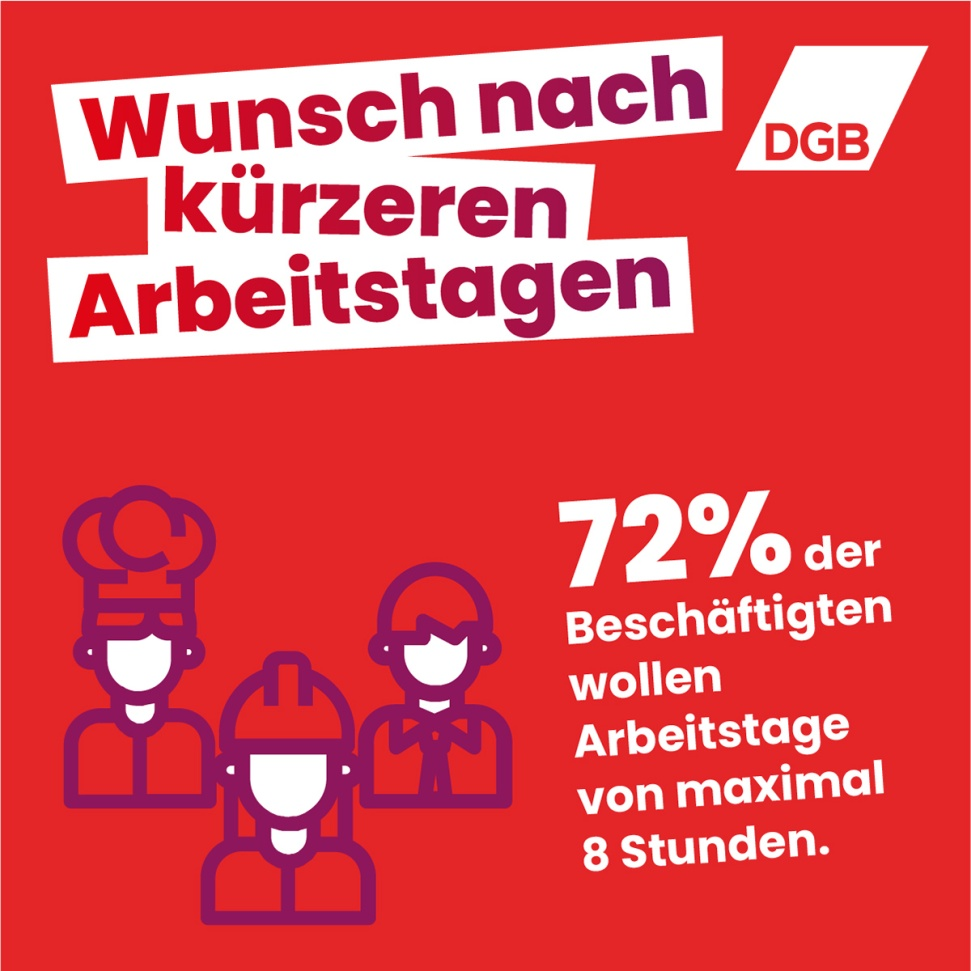 Wunsch nach
kürzeren
Arbeitstagen
DGB
72% der
Beschäftigten
wollen
Arbeitstage
von maximal
8 Stunden.